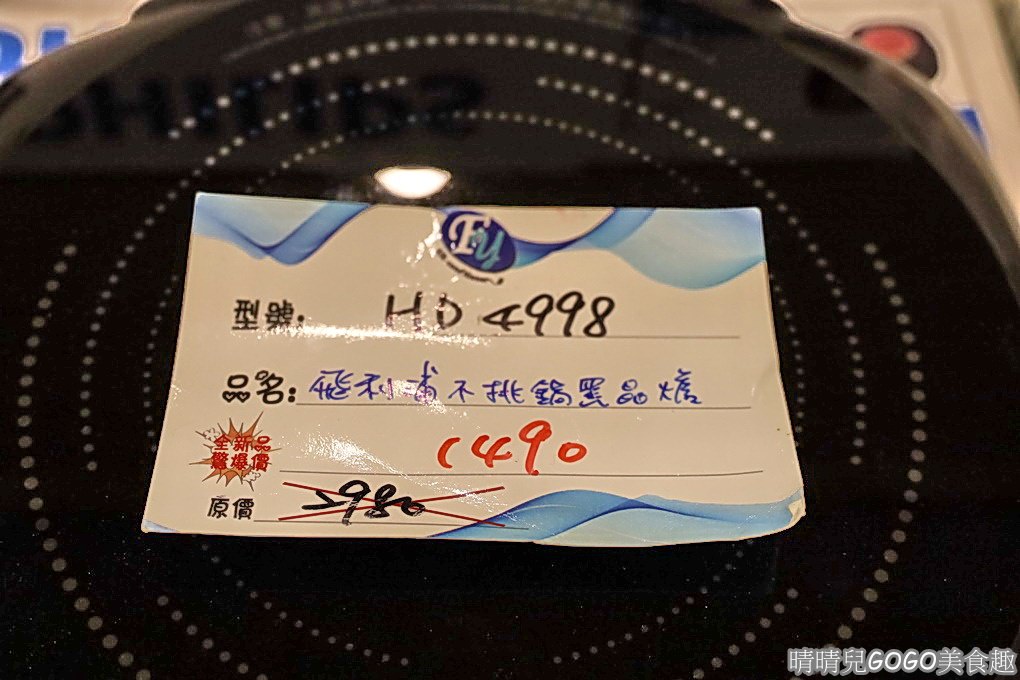 Fy
型號: HD 4998
品名: 飛利浦不挑鍋黑晶爐
全新品
驚爆價
1490
原價 2980
晴晴兒GOGO美食趣